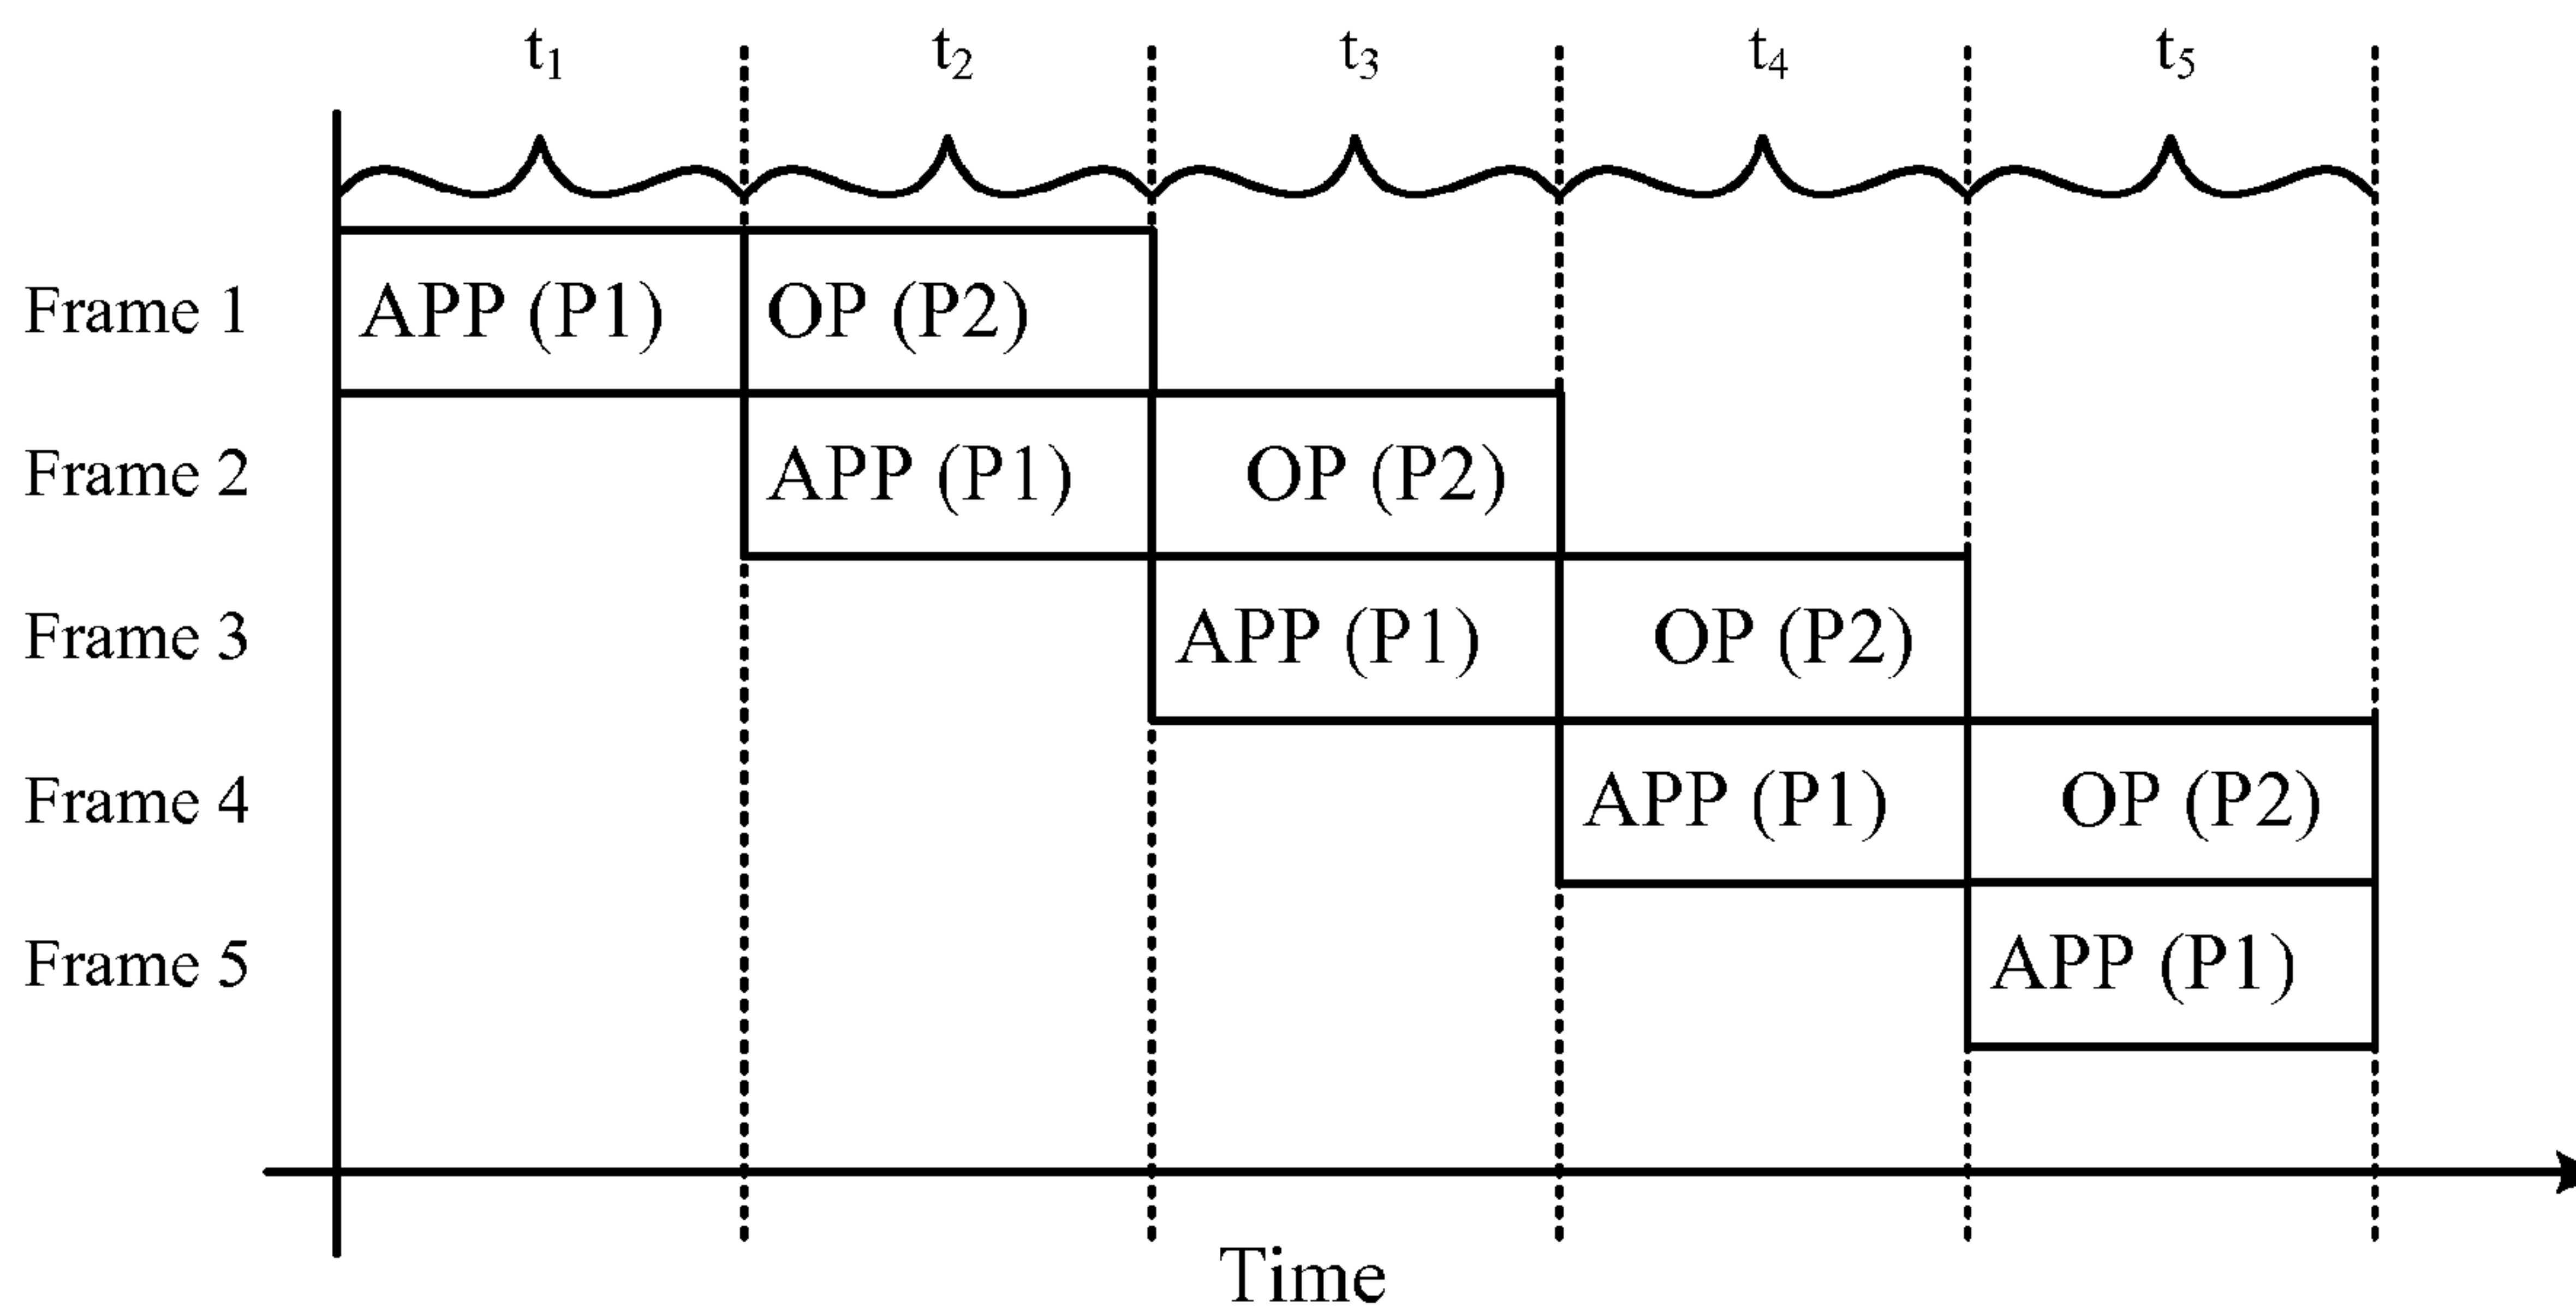 t₁ t₂ t₃ t₄ t₅
Frame 1 APP (P1) OP (P2)
Frame 2 APP (P1) OP (P2)
Frame 3 APP (P1) OP (P2)
Frame 4 APP (P1) OP (P2)
Frame 5 APP (P1)
Time